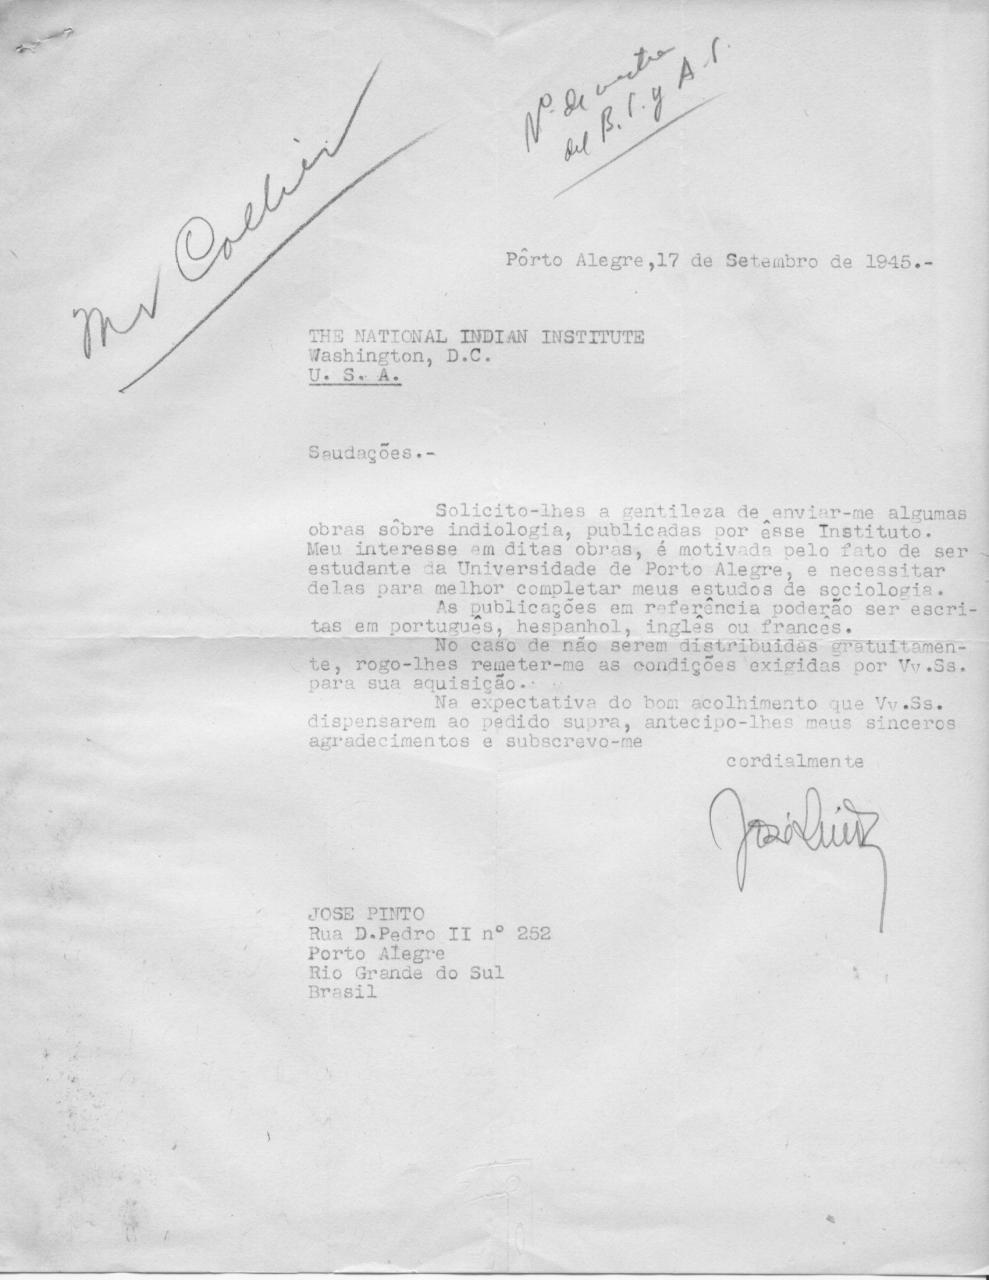 Nº de muestra
del B. I. y A. I.
Mr Collier
Pôrto Alegre,17 de Setembro de 1945.-
THE NATIONAL INDIAN INSTITUTE
Washington, D.C.
U. S. A.
Saudações.-
Solicito-lhes a gentileza de enviar-me algumas
obras sôbre indiologia, publicadas por êsse Instituto.
Meu interesse em ditas obras, é motivada pelo fato de ser
estudante da Universidade de Porto Alegre, e necessitar
delas para melhor completar meus estudos de sociologia.
As publicações em referência poderão ser escri-
tas em português, hespanhol, inglês ou francês.
No caso de não serem distribuidas gratuitamen-
te, rogo-lhes remeter-me as condições exigidas por Vv.Ss.
para sua aquisição.
Na expectativa do bom acolhimento que Vv.Ss.
dispensarem ao pedido supra, antecipo-lhes meus sinceros
agradecimentos e subscrevo-me
cordialmente
José Pinto
JOSE PINTO
Rua D.Pedro II nº 252
Porto Alegre
Rio Grande do Sul
Brasil